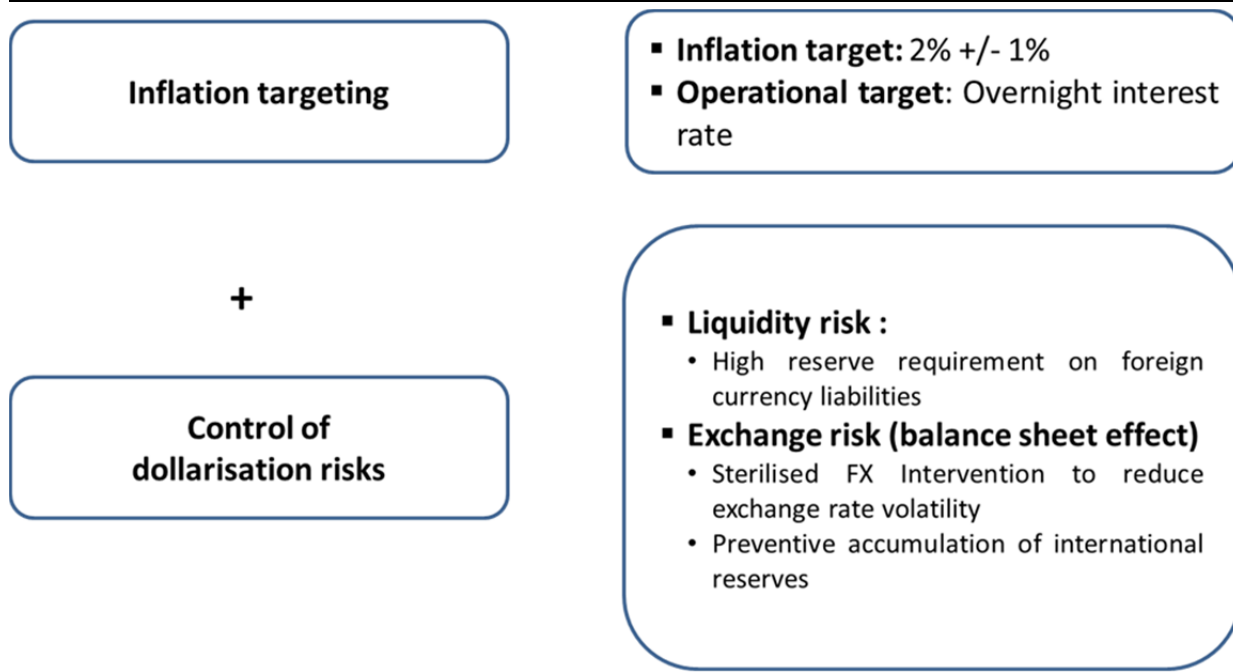 Inflation targeting
▪ Inflation target: 2% +/- 1%
▪ Operational target: Overnight interest
rate
+
Control of
dollarisation risks
▪ Liquidity risk :
• High reserve requirement on foreign
currency liabilities
▪ Exchange risk (balance sheet effect)
• Sterilised FX Intervention to reduce
exchange rate volatility
• Preventive accumulation of international
reserves